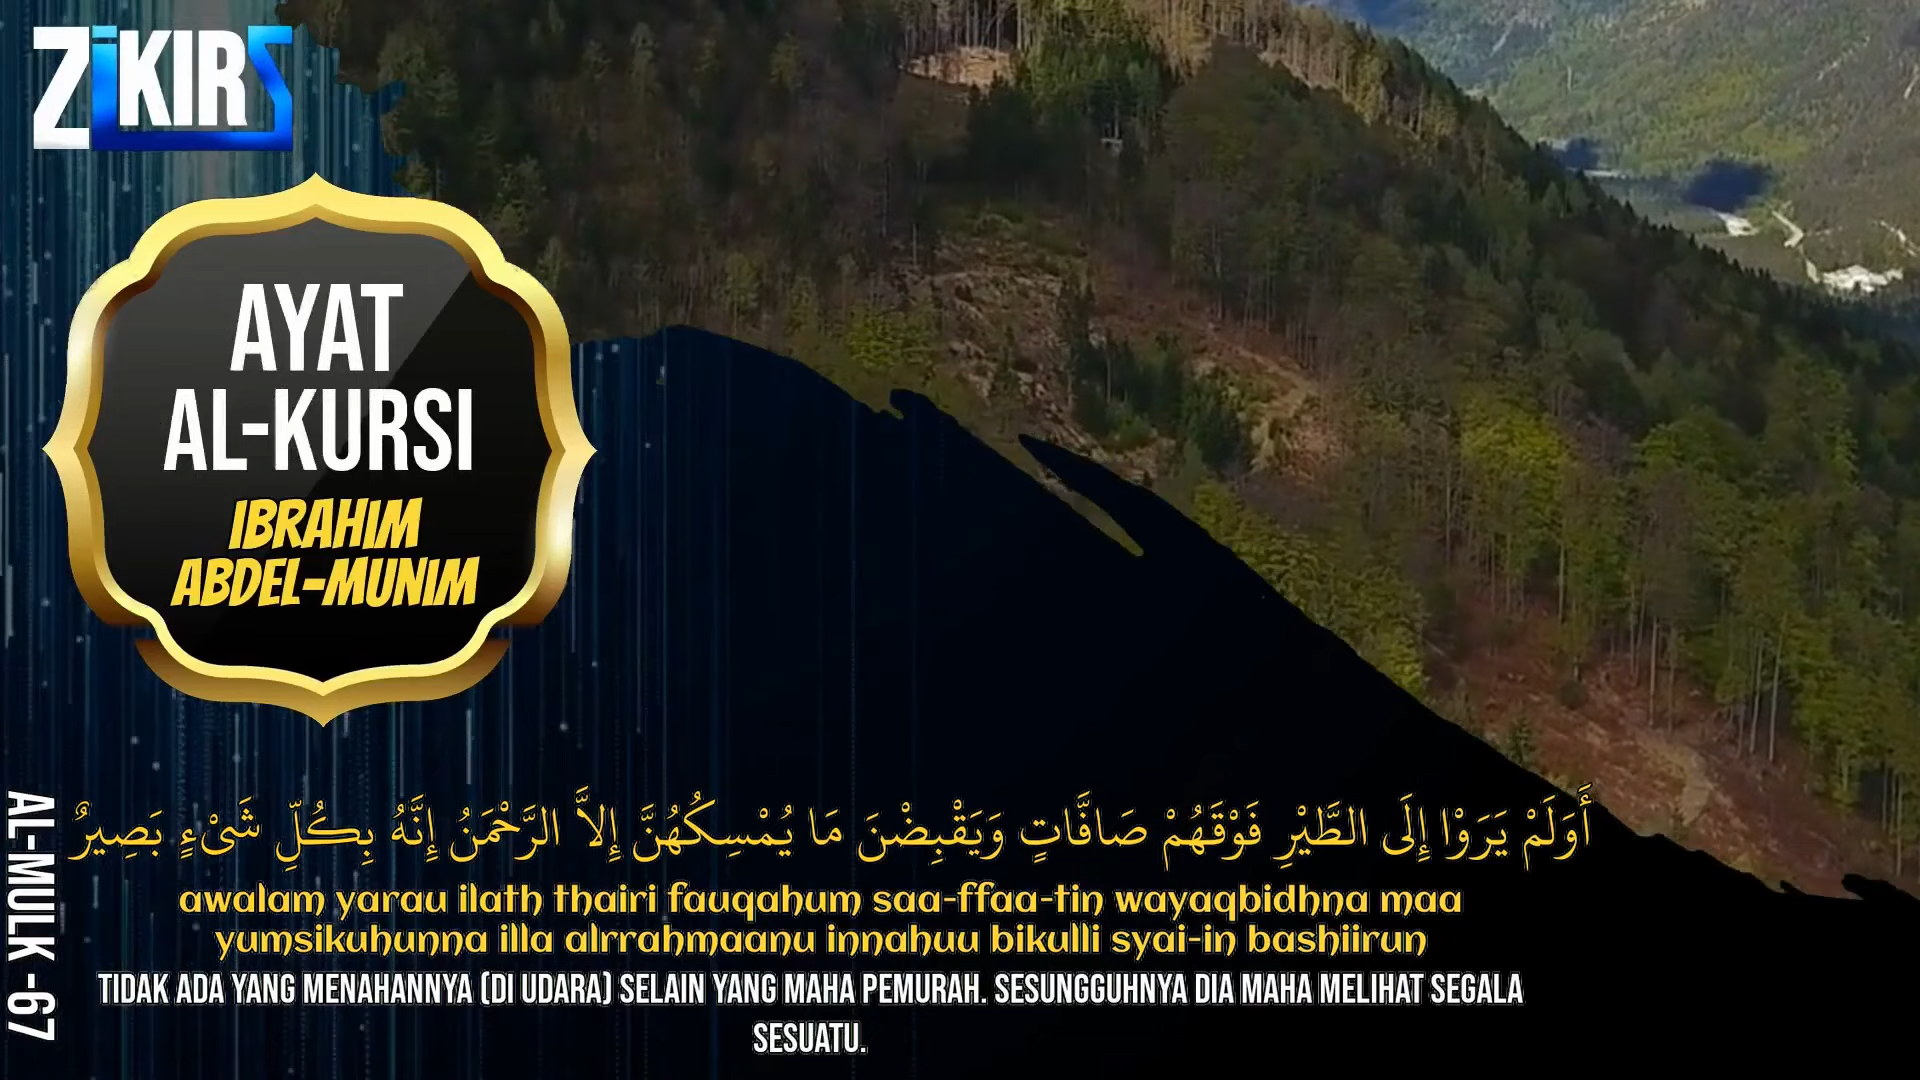 ZiKIRS
AYAT
AL-KURSI
IBRAHIM
ABDEL-MUNIM
AL-MULK -67
أَوَلَمْ يَرَوْا إِلَى الطَّيْرِ فَوْقَهُمْ صَافَّاتٍ وَيَقْبِضْنَ مَا يُمْسِكُهُنَّ إِلاَّ الرَّحْمَنُ إِنَّهُ بِكُلِّ شَىْءٍ بَصِيرٌ
awalam yarau ilath thairi fauqahum saa-ffaa-tin wayaqbidhna maa
yumsikuhunna illa alrrahmaanu innahuu bikulli syai-in bashiirun
TIDAK ADA YANG MENAHANNYA (DI UDARA) SELAIN YANG MAHA PEMURAH. SESUNGGUHNYA DIA MAHA MELIHAT SEGALA
SESUATU.